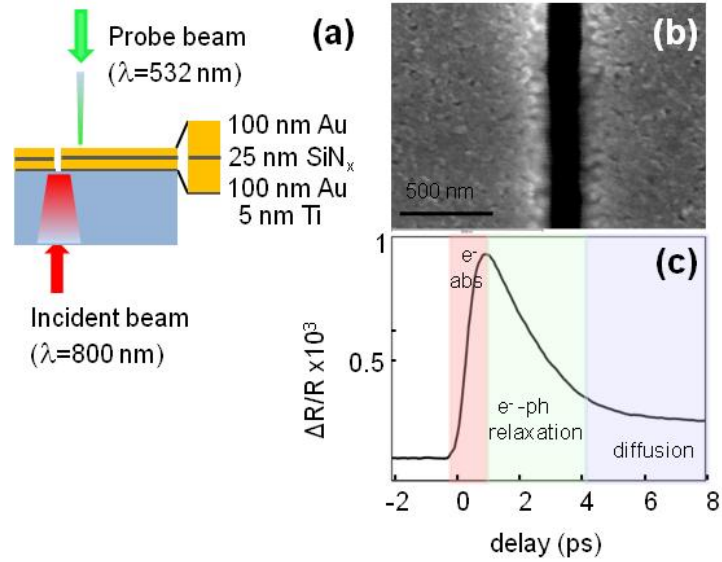 (a)
Probe beam
(λ=532 nm)
100 nm Au
25 nm SiNₓ
100 nm Au
5 nm Ti
Incident beam
(λ=800 nm)
(b)
500 nm
(c)
1
0.5
ΔR/R x10³
e⁻
abs
e⁻-ph
relaxation
diffusion
-2
0
2
4
6
8
delay (ps)